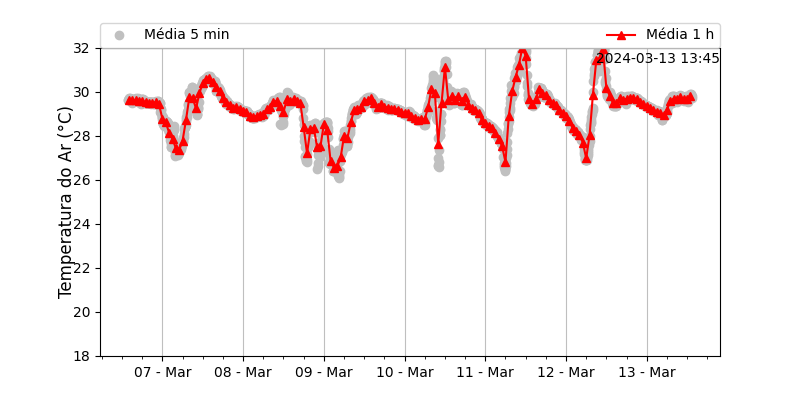 Média 5 min
Média 1 h
2024-03-13 13:45
Temperatura do Ar (°C)
32
30
28
26
24
22
20
18
07 - Mar
08 - Mar
09 - Mar
10 - Mar
11 - Mar
12 - Mar
13 - Mar